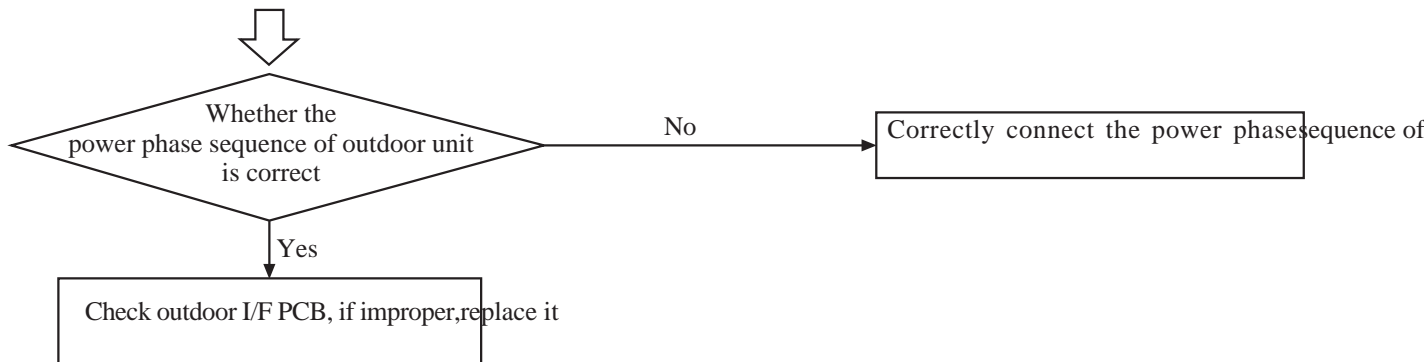 Whether the
power phase sequence of outdoor unit
is correct
No
Correctly connect the power phasesequence of
Yes
Check outdoor I/F PCB, if improper,replace it